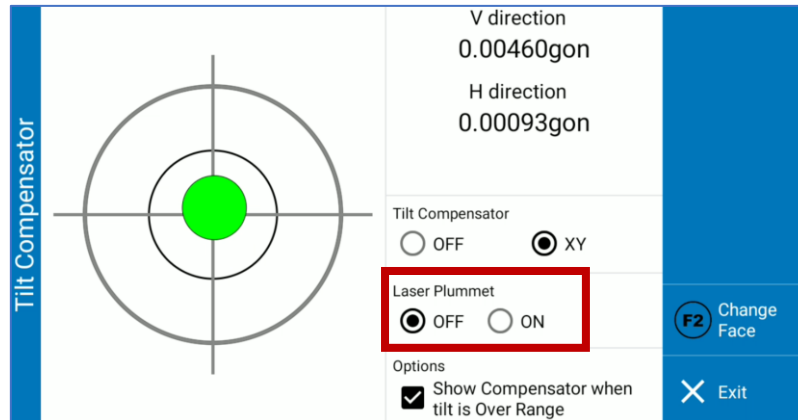 Tilt Compensator
V direction
0.00460gon
H direction
0.00093gon
Tilt Compensator
OFF XY
Laser Plummet
OFF ON
Options
Show Compensator when
tilt is Over Range
F2 Change
Face
Exit